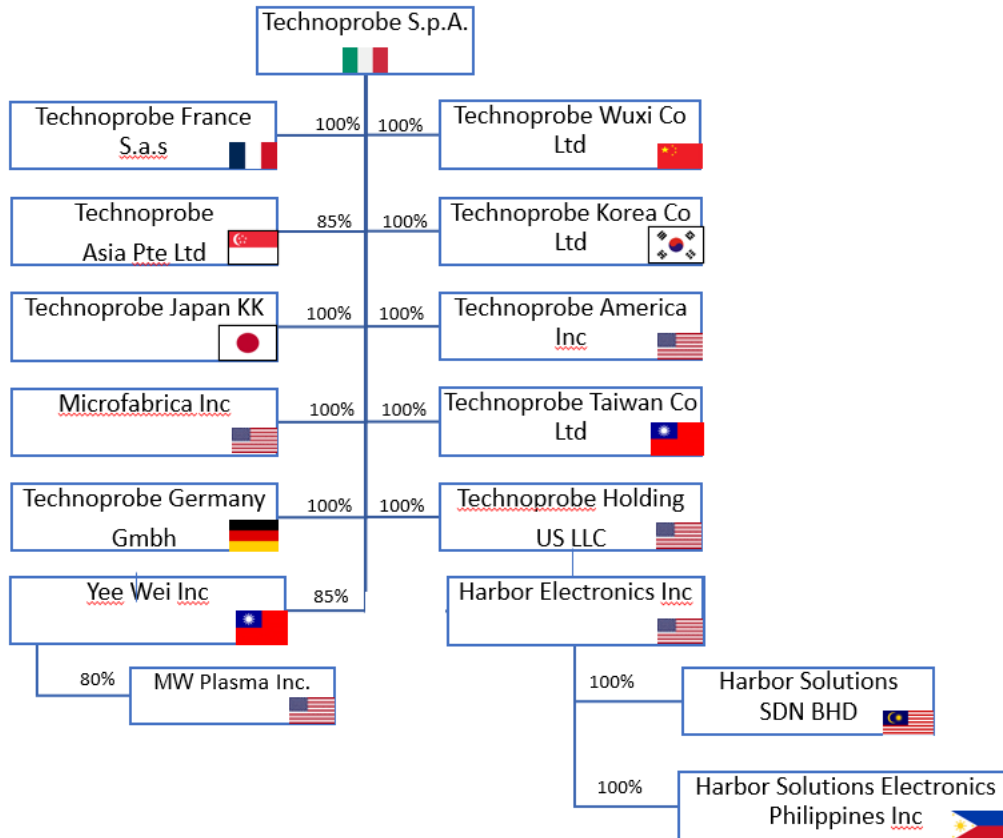 Technoprobe S.p.A.
Technoprobe France
S.a.s
100%
100%
Technoprobe Wuxi Co
Ltd
Technoprobe
Asia Pte Ltd
85%
100%
Technoprobe Korea Co
Ltd
Technoprobe Japan KK
100%
100%
Technoprobe America
Inc
Microfabrica Inc
100%
100%
Technoprobe Taiwan Co
Ltd
Technoprobe Germany
Gmbh
100%
100%
Technoprobe Holding
US LLC
Yee Wei Inc
85%
Harbor Electronics Inc
80%
MW Plasma Inc.
100%
Harbor Solutions
SDN BHD
100%
Harbor Solutions Electronics
Philippines Inc